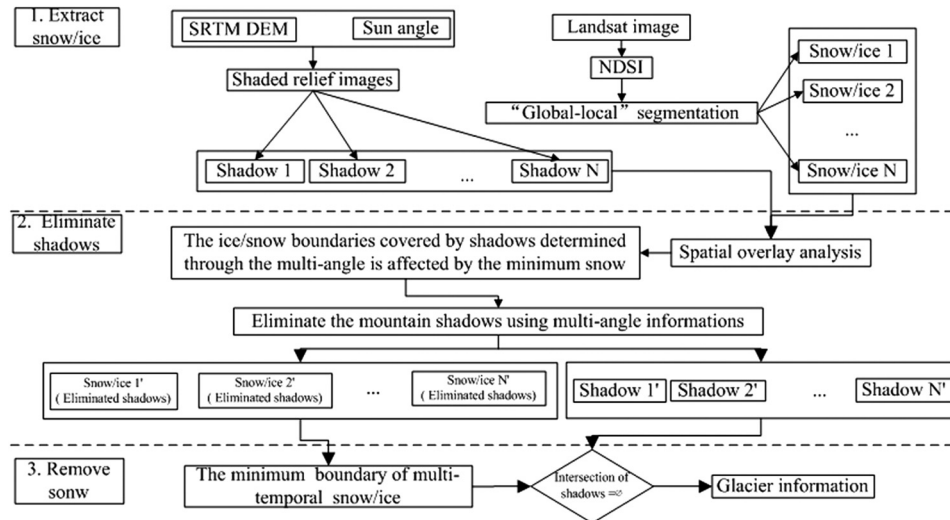 1. Extract
snow/ice
SRTM DEM
Sun angle
Shaded relief images
Shadow 1
Shadow 2
...
Shadow N
Landsat image
NDSI
“Global-local” segmentation
Snow/ice 1
Snow/ice 2
...
Snow/ice N
2. Eliminate
shadows
The ice/snow boundaries covered by shadows determined
through the multi-angle is affected by the minimum snow
Spatial overlay analysis
Eliminate the mountain shadows using multi-angle informations
Snow/ice 1'
( Eliminated shadows)
Snow/ice 2'
( Eliminated shadows)
...
Snow/ice N'
( Eliminated shadows)
Shadow 1'
Shadow 2'
...
Shadow N'
3. Remove
sonw
The minimum boundary of multi-
temporal snow/ice
Intersection of
shadows =∅
Glacier information